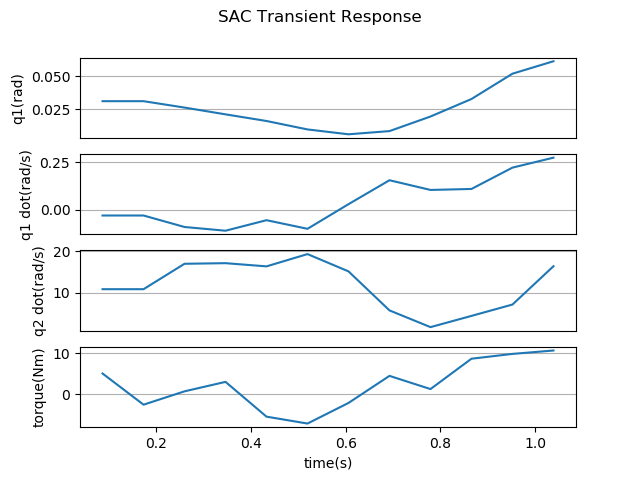 SAC Transient Response
q1(rad)
0.050
0.025
q1 dot(rad/s)
0.25
0.00
q2 dot(rad/s)
20
10
torque(Nm)
10
0
0.2 0.4 0.6 0.8 1.0
time(s)